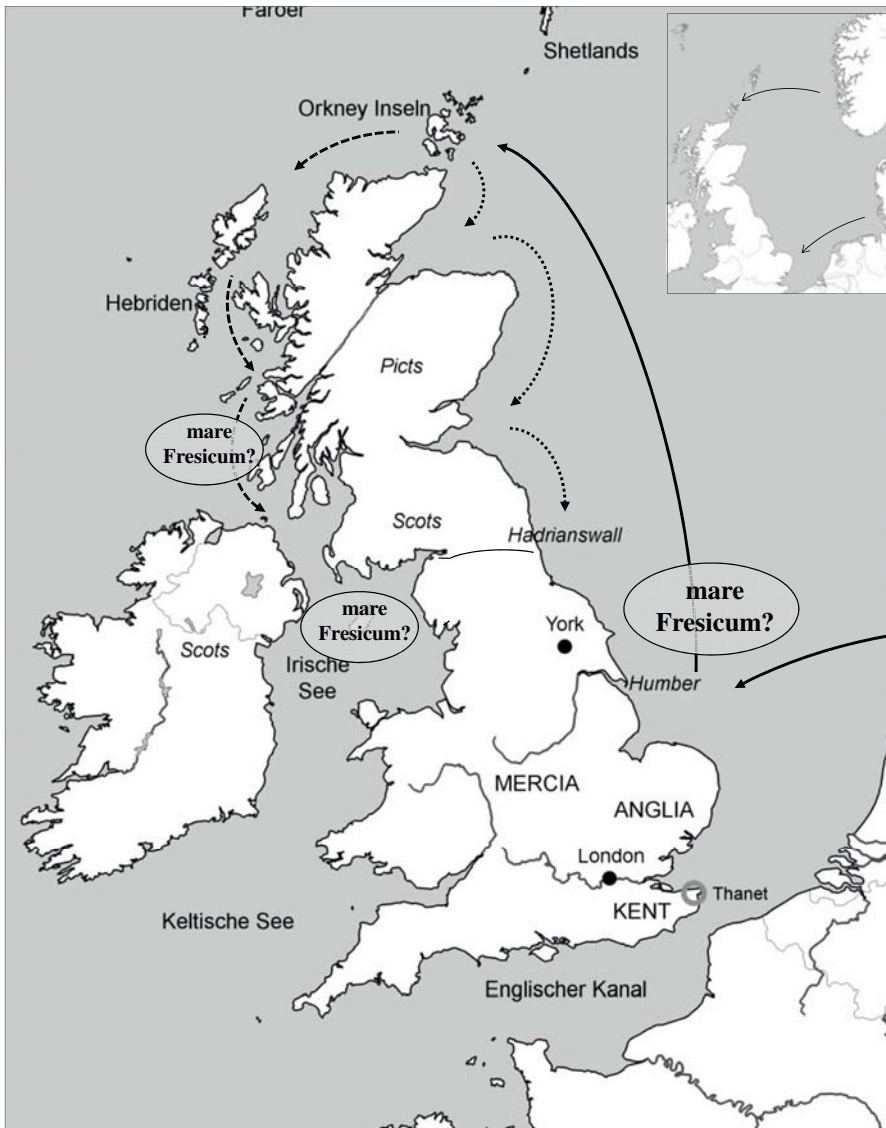 Faroer
Shetlands
Orkney Inseln
Hebriden
Picts
mare
Fresicum?
Scots
Hadrianswall
mare
Fresicum?
mare
Fresicum?
York
Scots
Irische
See
Humber
MERCIA
ANGLIA
London
Thanet
KENT
Keltische See
Englischer Kanal